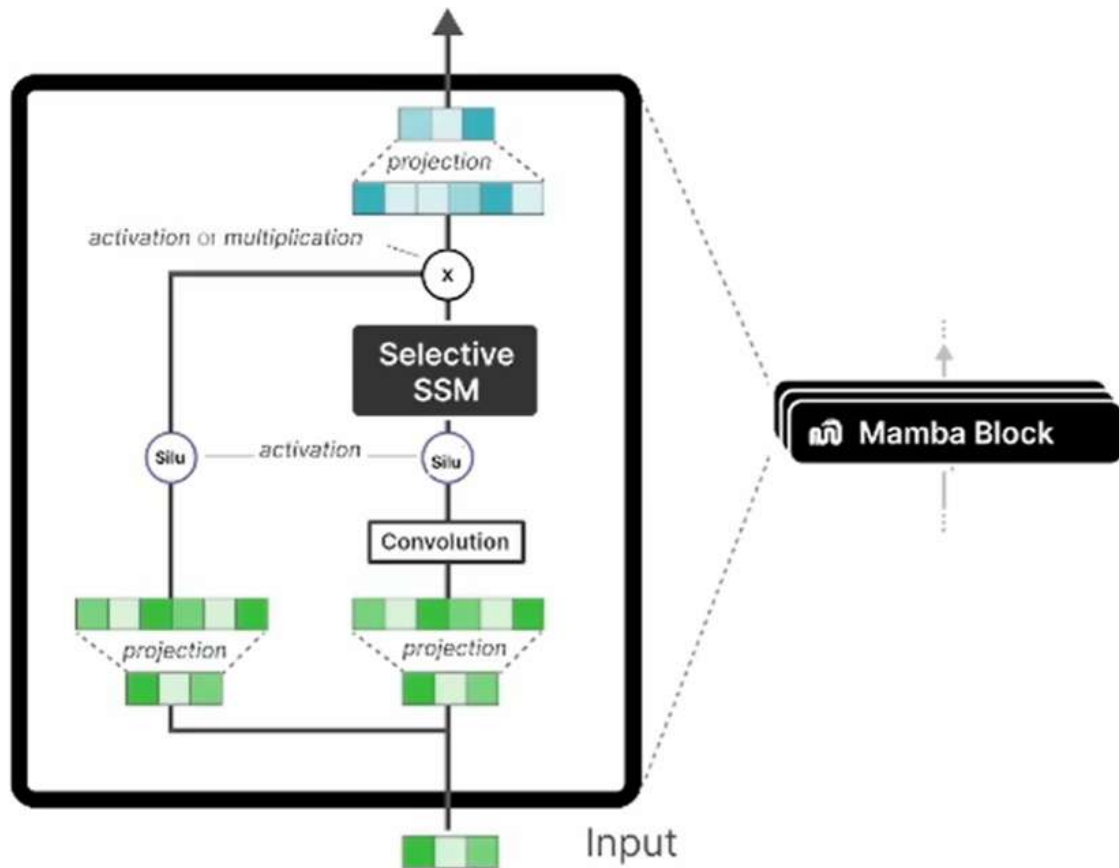 projection
activation or multiplication
X
Selective
SSM
Silu
activation
Silu
Mamba Block
Convolution
projection
projection
Input